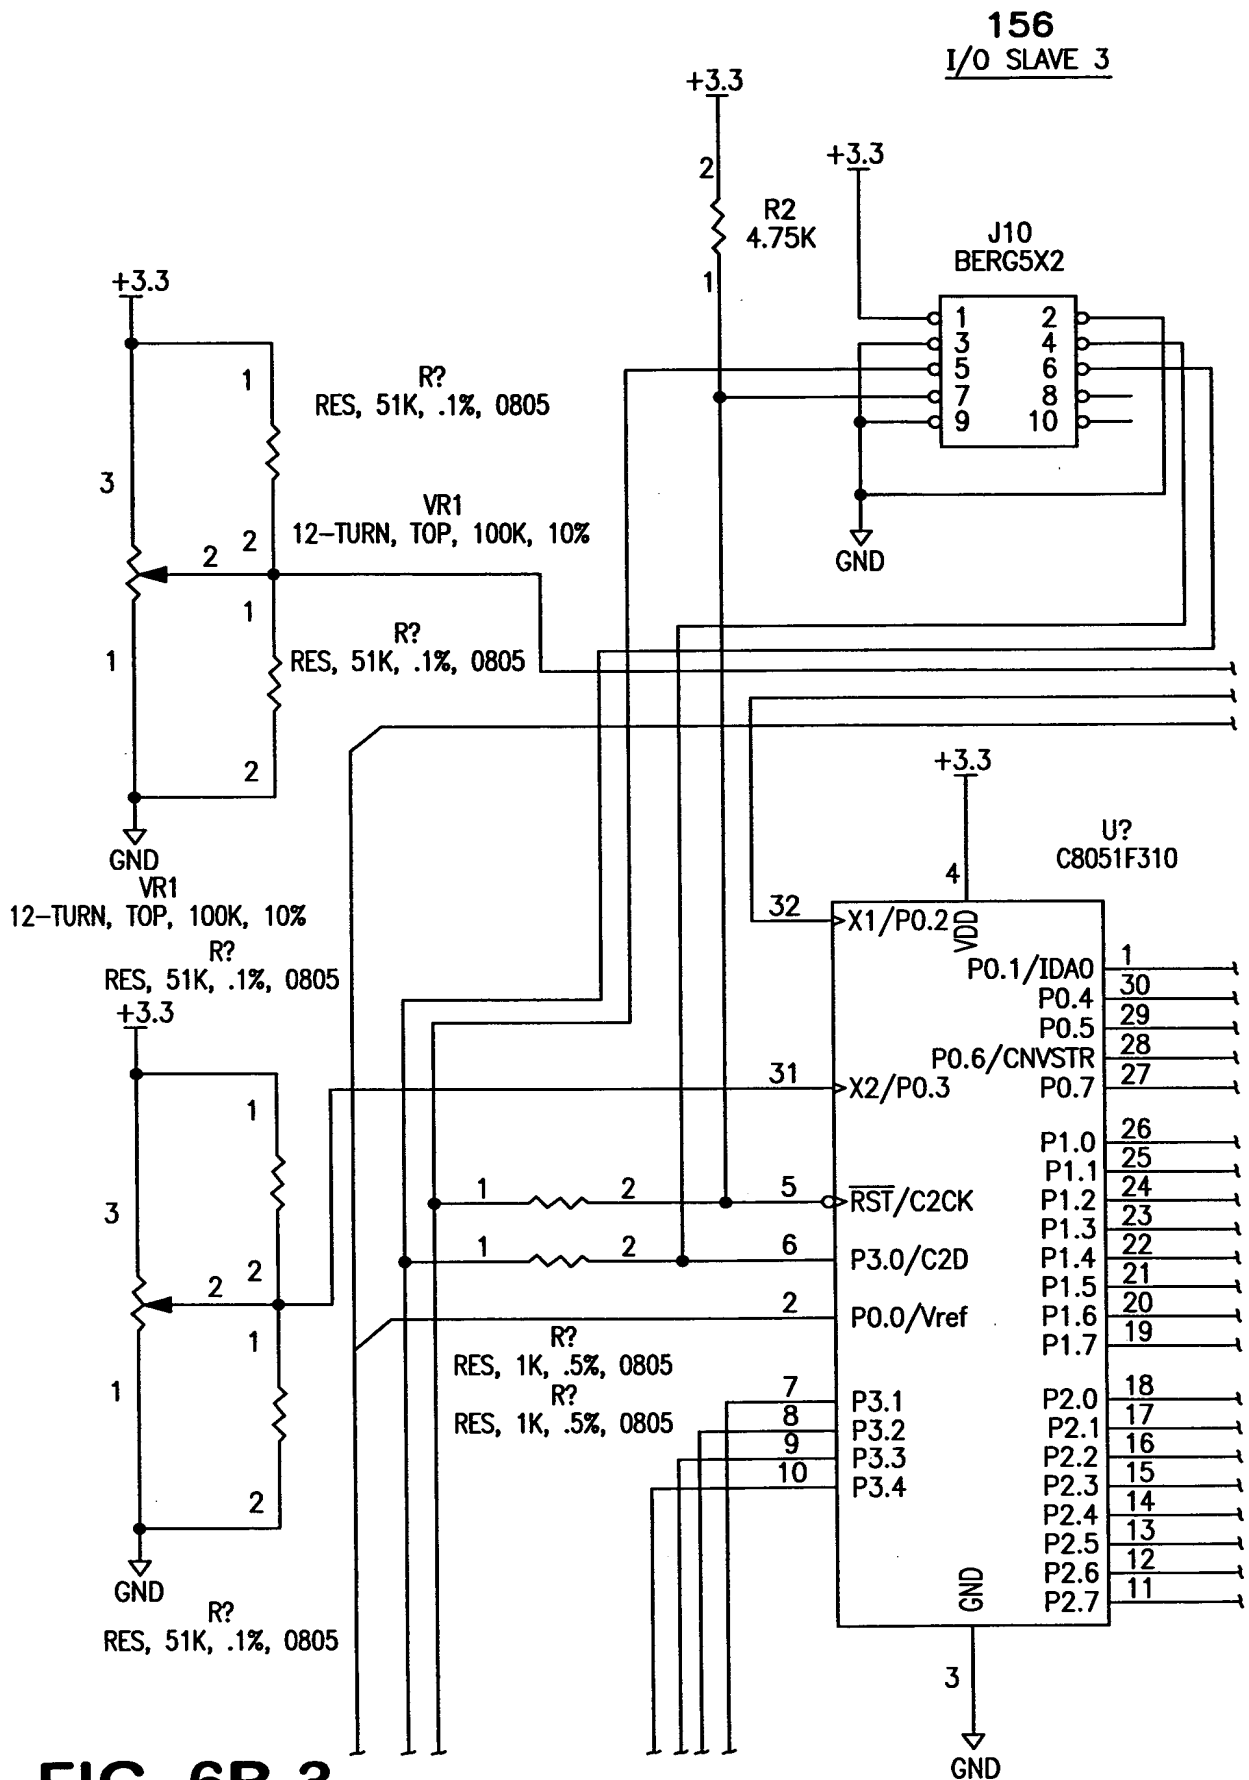 156
I/O SLAVE 3
+3.3
2
R2
4.75K
1
+3.3
J10
BERG5X2
1 2
3 4
5 6
7 8
9 10
GND
+3.3
1
R?
RES, 51K, .1%, 0805
3
VR1
12-TURN, TOP, 100K, 10%
2
2
1
R?
RES, 51K, .1%, 0805
1
2
GND
VR1
12-TURN, TOP, 100K, 10%
R?
RES, 51K, .1%, 0805
+3.3
1
3
2
2
1
1
2
GND
R?
RES, 51K, .1%, 0805
+3.3
U?
C8051F310
4
32 X1/P0.2
VDD
P0.1/IDA0 1
P0.4 30
P0.5 29
P0.6/CNVSTR 28
31 X2/P0.3
P0.7 27
P1.0 26
P1.1 25
1 2 5 RST/C2CK
P1.2 24
P1.3 23
1 2 6 P3.0/C2D
P1.4 22
P1.5 21
2 P0.0/Vref
P1.6 20
P1.7 19
R?
RES, 1K, .5%, 0805
R?
RES, 1K, .5%, 0805
7 P3.1
8 P3.2
9 P3.3
10 P3.4
P2.0 18
P2.1 17
P2.2 16
P2.3 15
P2.4 14
P2.5 13
P2.6 12
P2.7 11
GND
3
GND
FIG. 6B-3